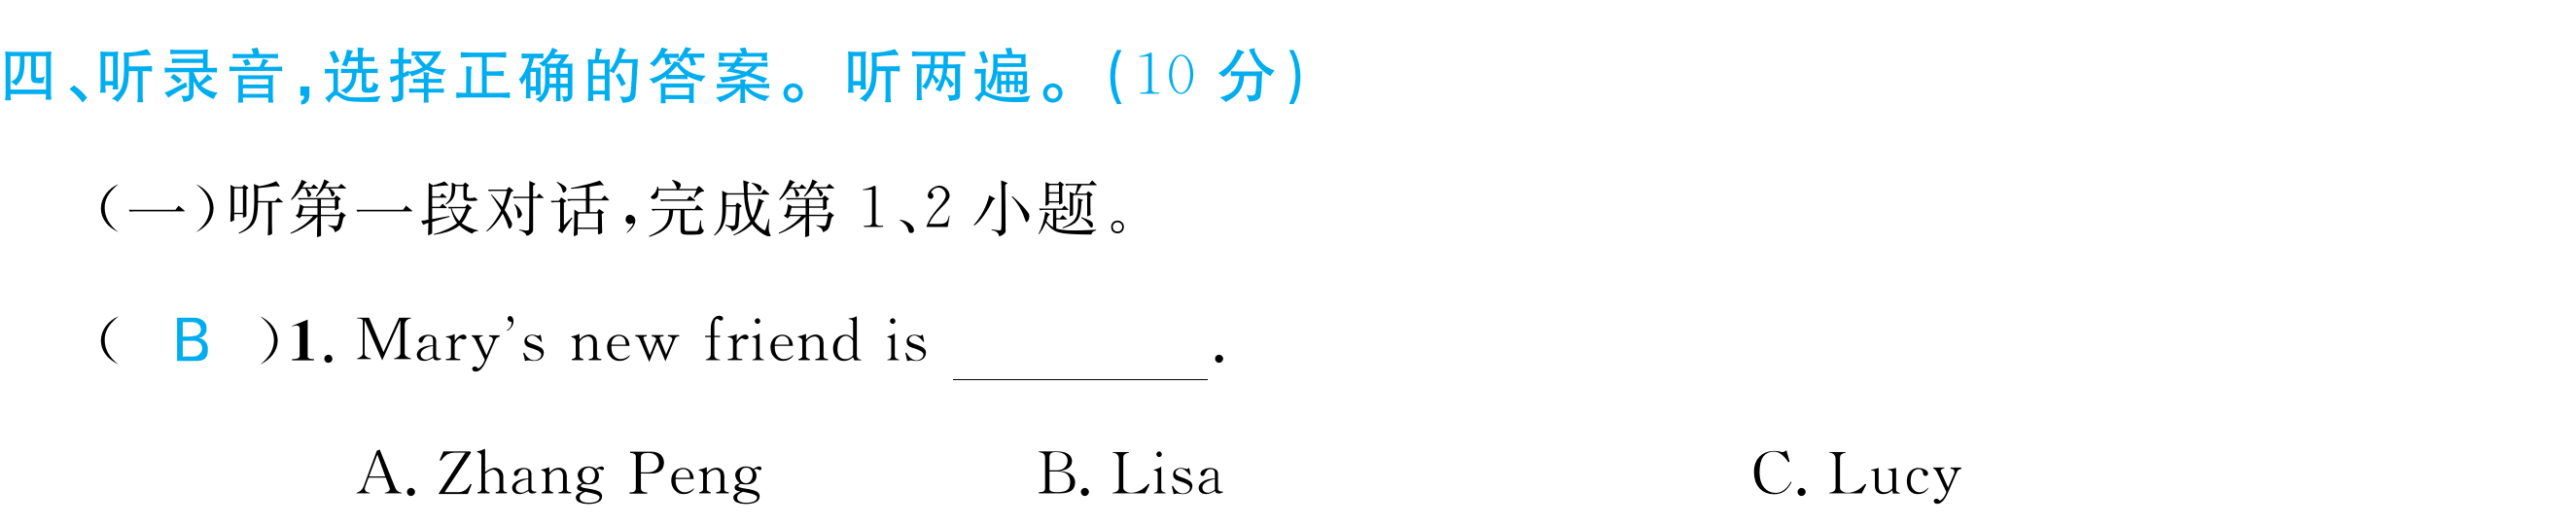 四、听录音,选择正确的答案。听两遍。(10 分)
(一)听第一段对话,完成第 1、2 小题。
( B )1. Mary’s new friend is ________.
A. Zhang Peng B. Lisa C. Lucy